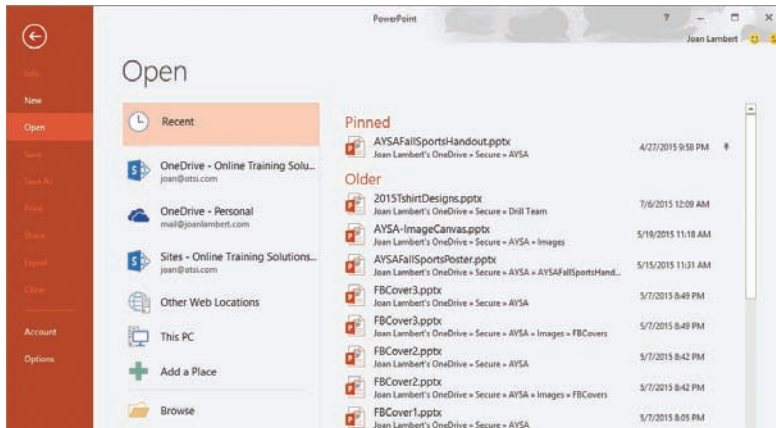 PowerPoint
?
Joan Lambert
Info
New
Open
Save
Save As
Print
Share
Export
Close
Account
Options
Open
Recent
OneDrive - Online Training Solu...
joan@otsi.com
OneDrive - Personal
mail@joanlambert.com
Sites - Online Training Solutions...
joan@otsi.com
Other Web Locations
This PC
Add a Place
Browse
Pinned
AYSAFallSportsHandout.pptx 4/27/2015 9:58 PM
Joan Lambert's OneDrive » Secure » AYSA
Older
2015TshirtDesigns.pptx 7/6/2015 12:09 AM
Joan Lambert's OneDrive » Secure » Drill Team
AYSA-ImageCanvas.pptx 5/19/2015 11:18 AM
Joan Lambert's OneDrive » Secure » AYSA » Images
AYSAFallSportsPoster.pptx 5/15/2015 11:31 AM
Joan Lambert's OneDrive » Secure » AYSA » AYSAFallSportsHand...
FBCover3.pptx 5/7/2015 8:49 PM
Joan Lambert's OneDrive » Secure » AYSA
FBCover3.pptx 5/7/2015 8:49 PM
Joan Lambert's OneDrive » Secure » AYSA » Images » FBCovers
FBCover2.pptx 5/7/2015 8:42 PM
Joan Lambert's OneDrive » Secure » AYSA
FBCover2.pptx 5/7/2015 8:42 PM
Joan Lambert's OneDrive » Secure » AYSA » Images » FBCovers
FBCover1.pptx 5/7/2015 8:05 PM
Joan Lambert's OneDrive » Secure » AYSA